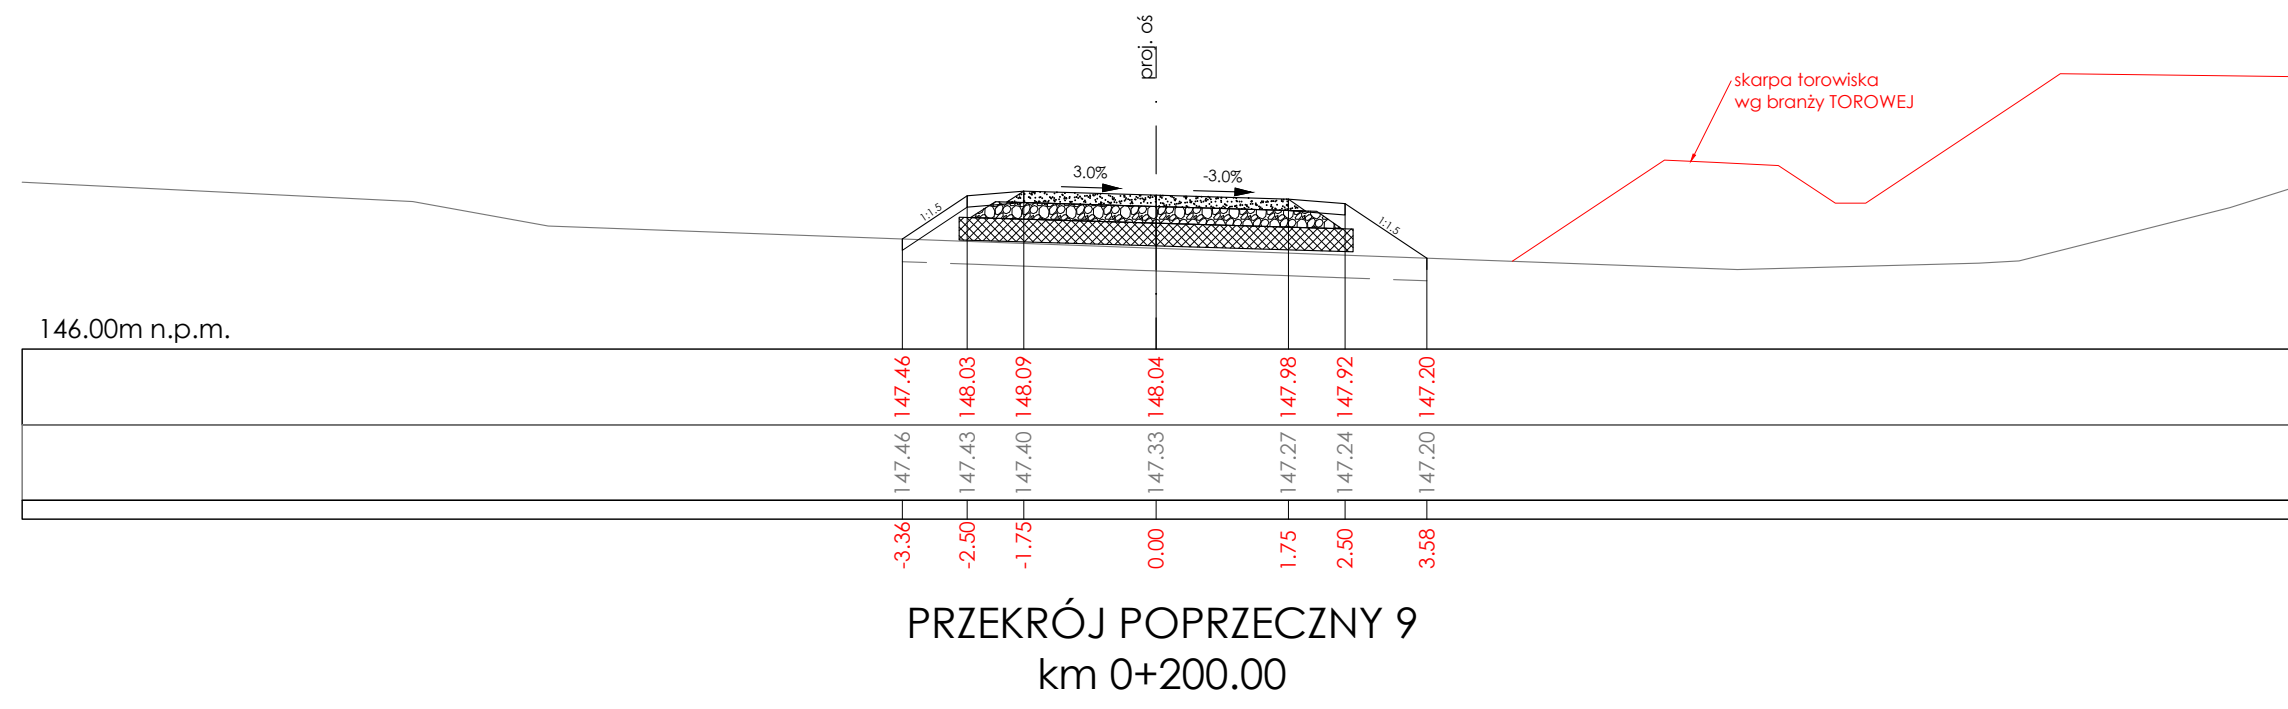 proj. oś
skarpa torowiska
wg branży TOROWEJ
3.0%
-3.0%
1:1.5
1:1.5
146.00m n.p.m.
147.46 148.03 148.09 148.04 147.98 147.92 147.20
147.46 147.43 147.40 147.33 147.27 147.24 147.20
-3.36 -2.50 -1.75 0.00 1.75 2.50 3.58
PRZEKRÓJ POPRZECZNY 9
km 0+200.00